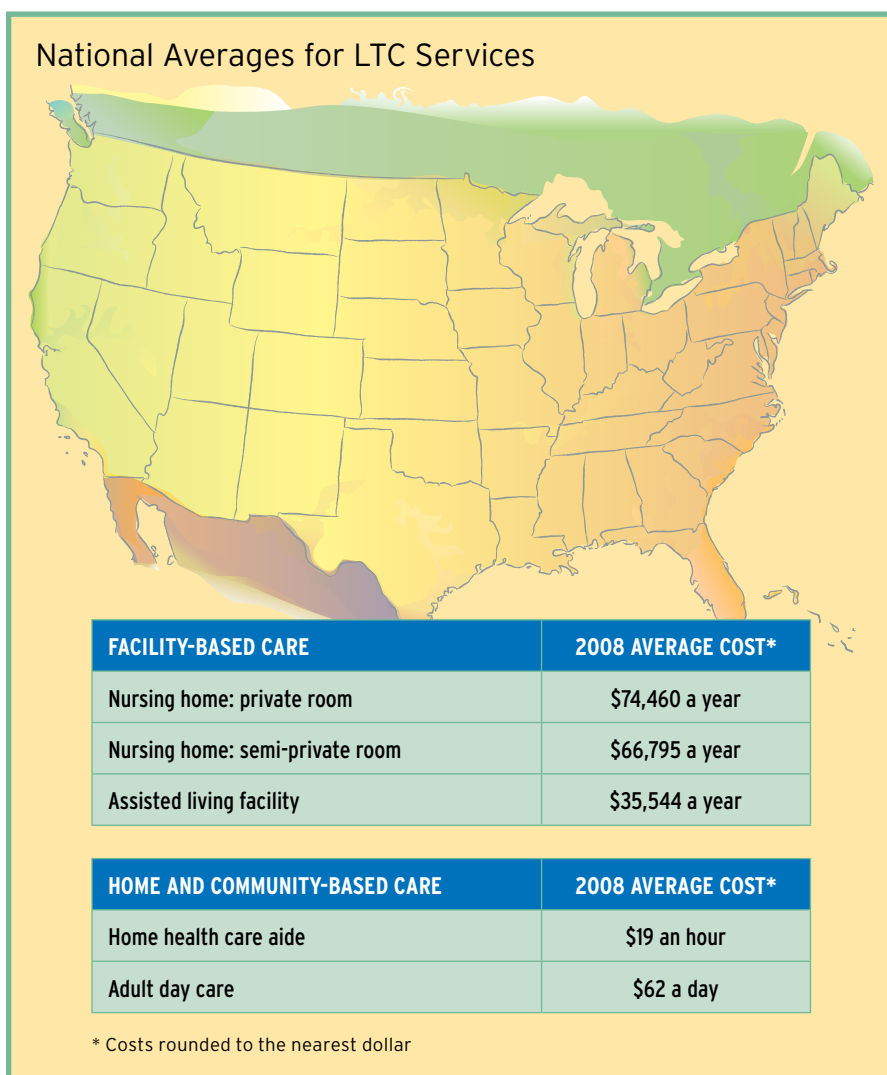 National Averages for LTC Services
FACILITY-BASED CARE 2008 AVERAGE COST*
Nursing home: private room $74,460 a year
Nursing home: semi-private room $66,795 a year
Assisted living facility $35,544 a year
HOME AND COMMUNITY-BASED CARE 2008 AVERAGE COST*
Home health care aide $19 an hour
Adult day care $62 a day
* Costs rounded to the nearest dollar